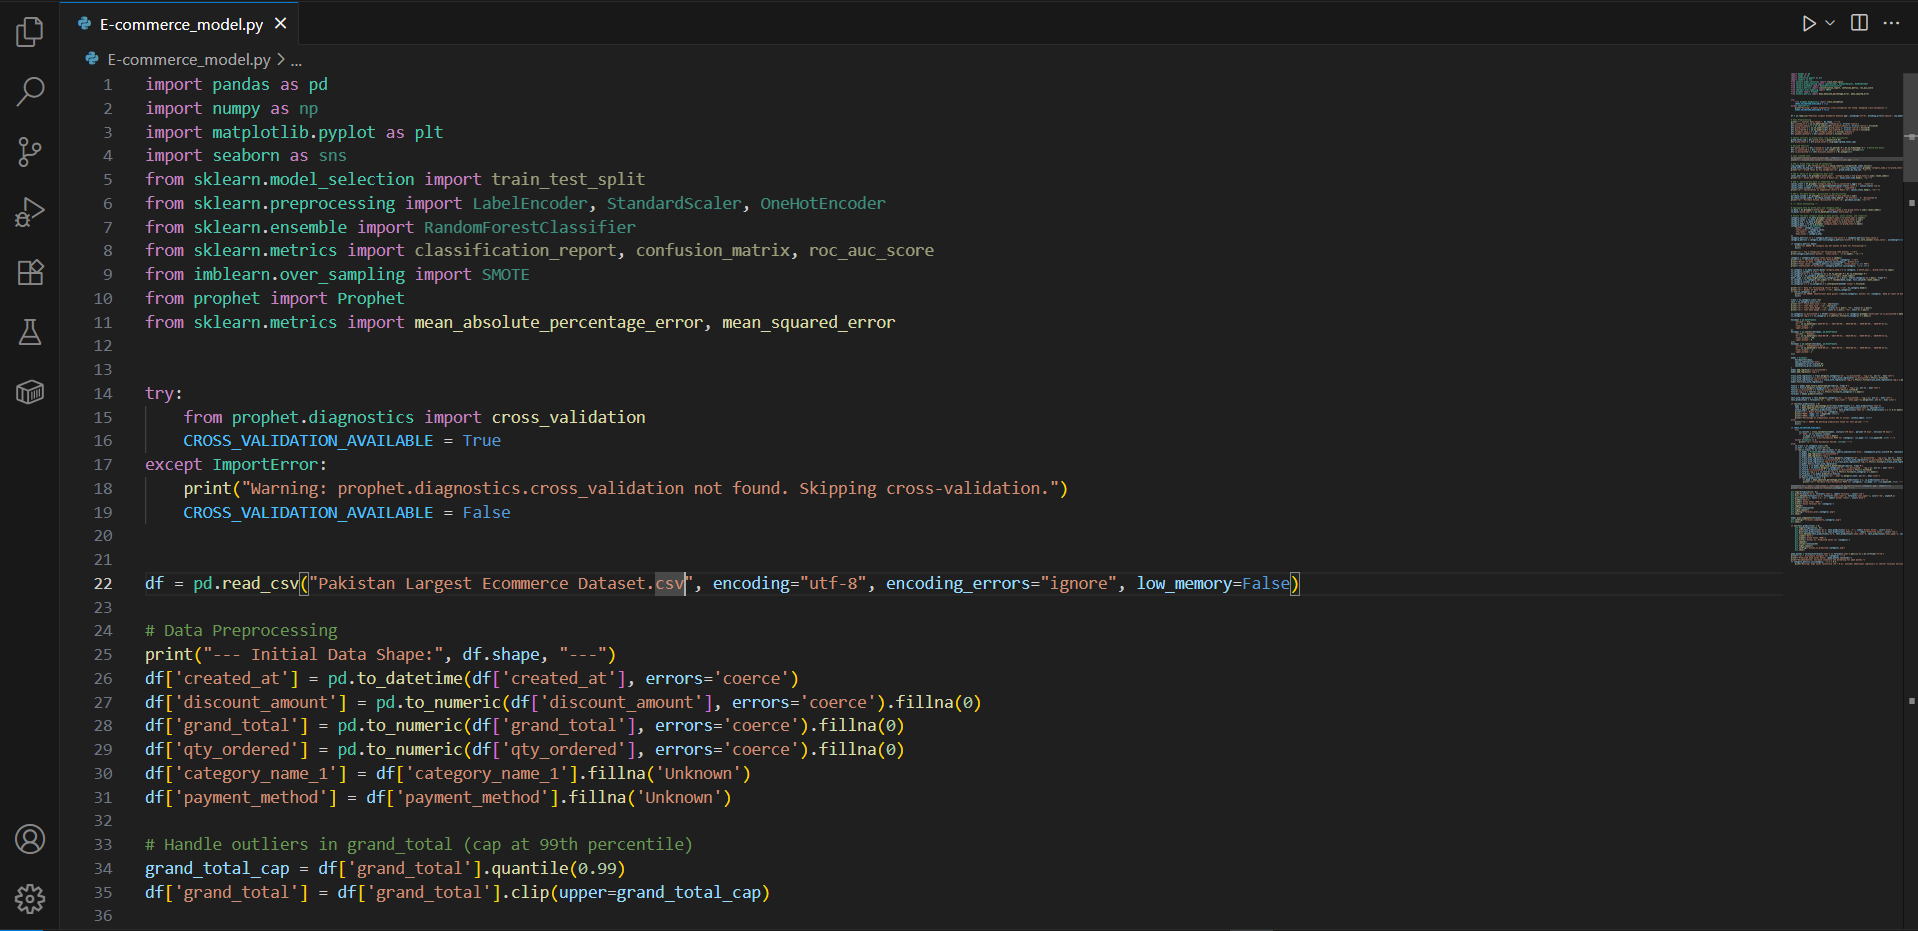 E-commerce_model.py
E-commerce_model.py > ...
1 import pandas as pd
2 import numpy as np
3 import matplotlib.pyplot as plt
4 import seaborn as sns
5 from sklearn.model_selection import train_test_split
6 from sklearn.preprocessing import LabelEncoder, StandardScaler, OneHotEncoder
7 from sklearn.ensemble import RandomForestClassifier
8 from sklearn.metrics import classification_report, confusion_matrix, roc_auc_score
9 from imblearn.over_sampling import SMOTE
10 from prophet import Prophet
11 from sklearn.metrics import mean_absolute_percentage_error, mean_squared_error
12
13
14 try:
15     from prophet.diagnostics import cross_validation
16     CROSS_VALIDATION_AVAILABLE = True
17 except ImportError:
18     print("Warning: prophet.diagnostics.cross_validation not found. Skipping cross-validation.")
19     CROSS_VALIDATION_AVAILABLE = False
20
21
22 df = pd.read_csv("Pakistan Largest Ecommerce Dataset.csv", encoding="utf-8", encoding_errors="ignore", low_memory=False)
23
24 # Data Preprocessing
25 print("--- Initial Data Shape:", df.shape, "---")
26 df['created_at'] = pd.to_datetime(df['created_at'], errors='coerce')
27 df['discount_amount'] = pd.to_numeric(df['discount_amount'], errors='coerce').fillna(0)
28 df['grand_total'] = pd.to_numeric(df['grand_total'], errors='coerce').fillna(0)
29 df['qty_ordered'] = pd.to_numeric(df['qty_ordered'], errors='coerce').fillna(0)
30 df['category_name_1'] = df['category_name_1'].fillna('Unknown')
31 df['payment_method'] = df['payment_method'].fillna('Unknown')
32
33 # Handle outliers in grand_total (cap at 99th percentile)
34 grand_total_cap = df['grand_total'].quantile(0.99)
35 df['grand_total'] = df['grand_total'].clip(upper=grand_total_cap)
36